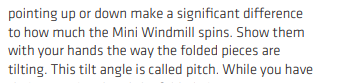 pointing up or down make a significant difference
to how much the Mini Windmill spins. Show them
with your hands the way the folded pieces are
tilting. This tilt angle is called pitch. While you have